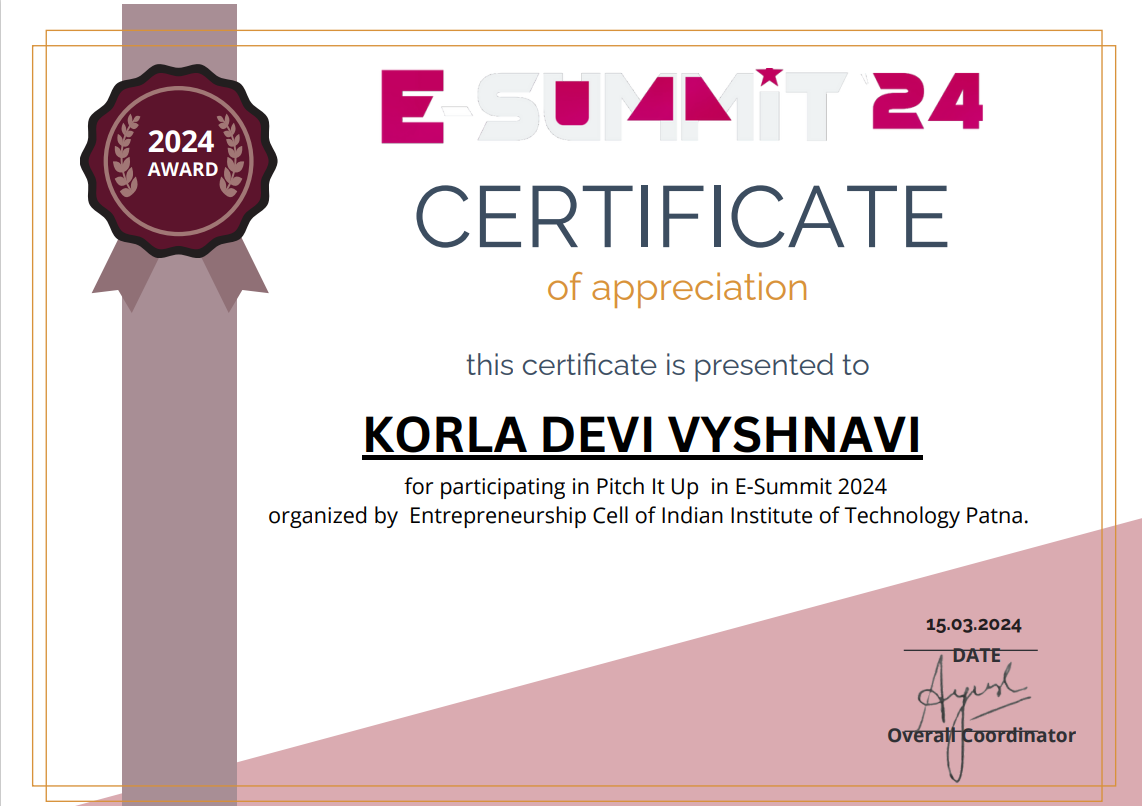 2024
AWARD
E-SUMMIT '24
CERTIFICATE
of appreciation
this certificate is presented to
KORLA DEVI VYSHNAVI
for participating in Pitch It Up in E-Summit 2024
organized by Entrepreneurship Cell of Indian Institute of Technology Patna.
15.03.2024
DATE
Ayush
Overall Coordinator